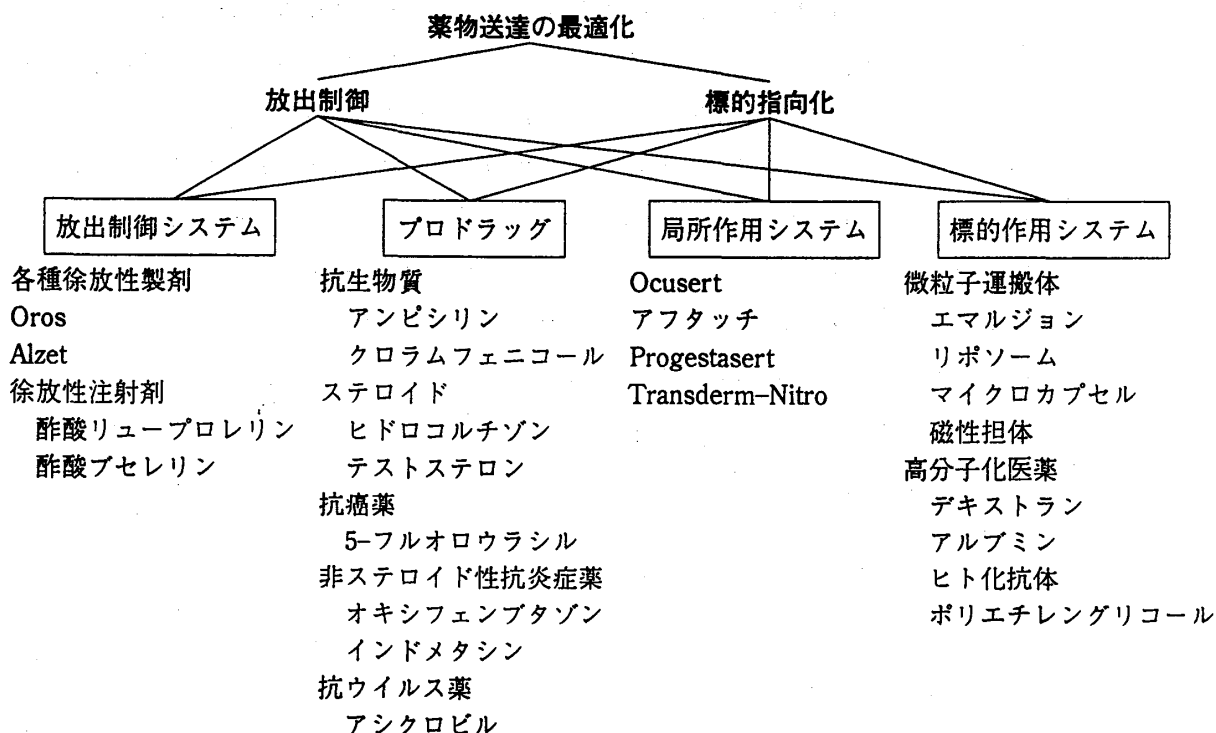 薬物送達の最適化
放出制御
標的指向化
放出制御システム
各種徐放性製剤
Oros
Alzet
徐放性注射剤
酢酸リュープロレリン
酢酸ブセレリン
プロドラッグ
抗生物質
アンピシリン
クロラムフェニコール
ステロイド
ヒドロコルチゾン
テストステロン
抗癌薬
5-フルオロウラシル
非ステロイド性抗炎症薬
オキシフェンブタゾン
インドメタシン
抗ウイルス薬
アシクロビル
局所作用システム
Ocusert
アフタッチ
Progestasert
Transderm-Nitro
標的作用システム
微粒子運搬体
エマルジョン
リポソーム
マイクロカプセル
磁性担体
高分子化医薬
デキストラン
アルブミン
ヒト化抗体
ポリエチレングリコール